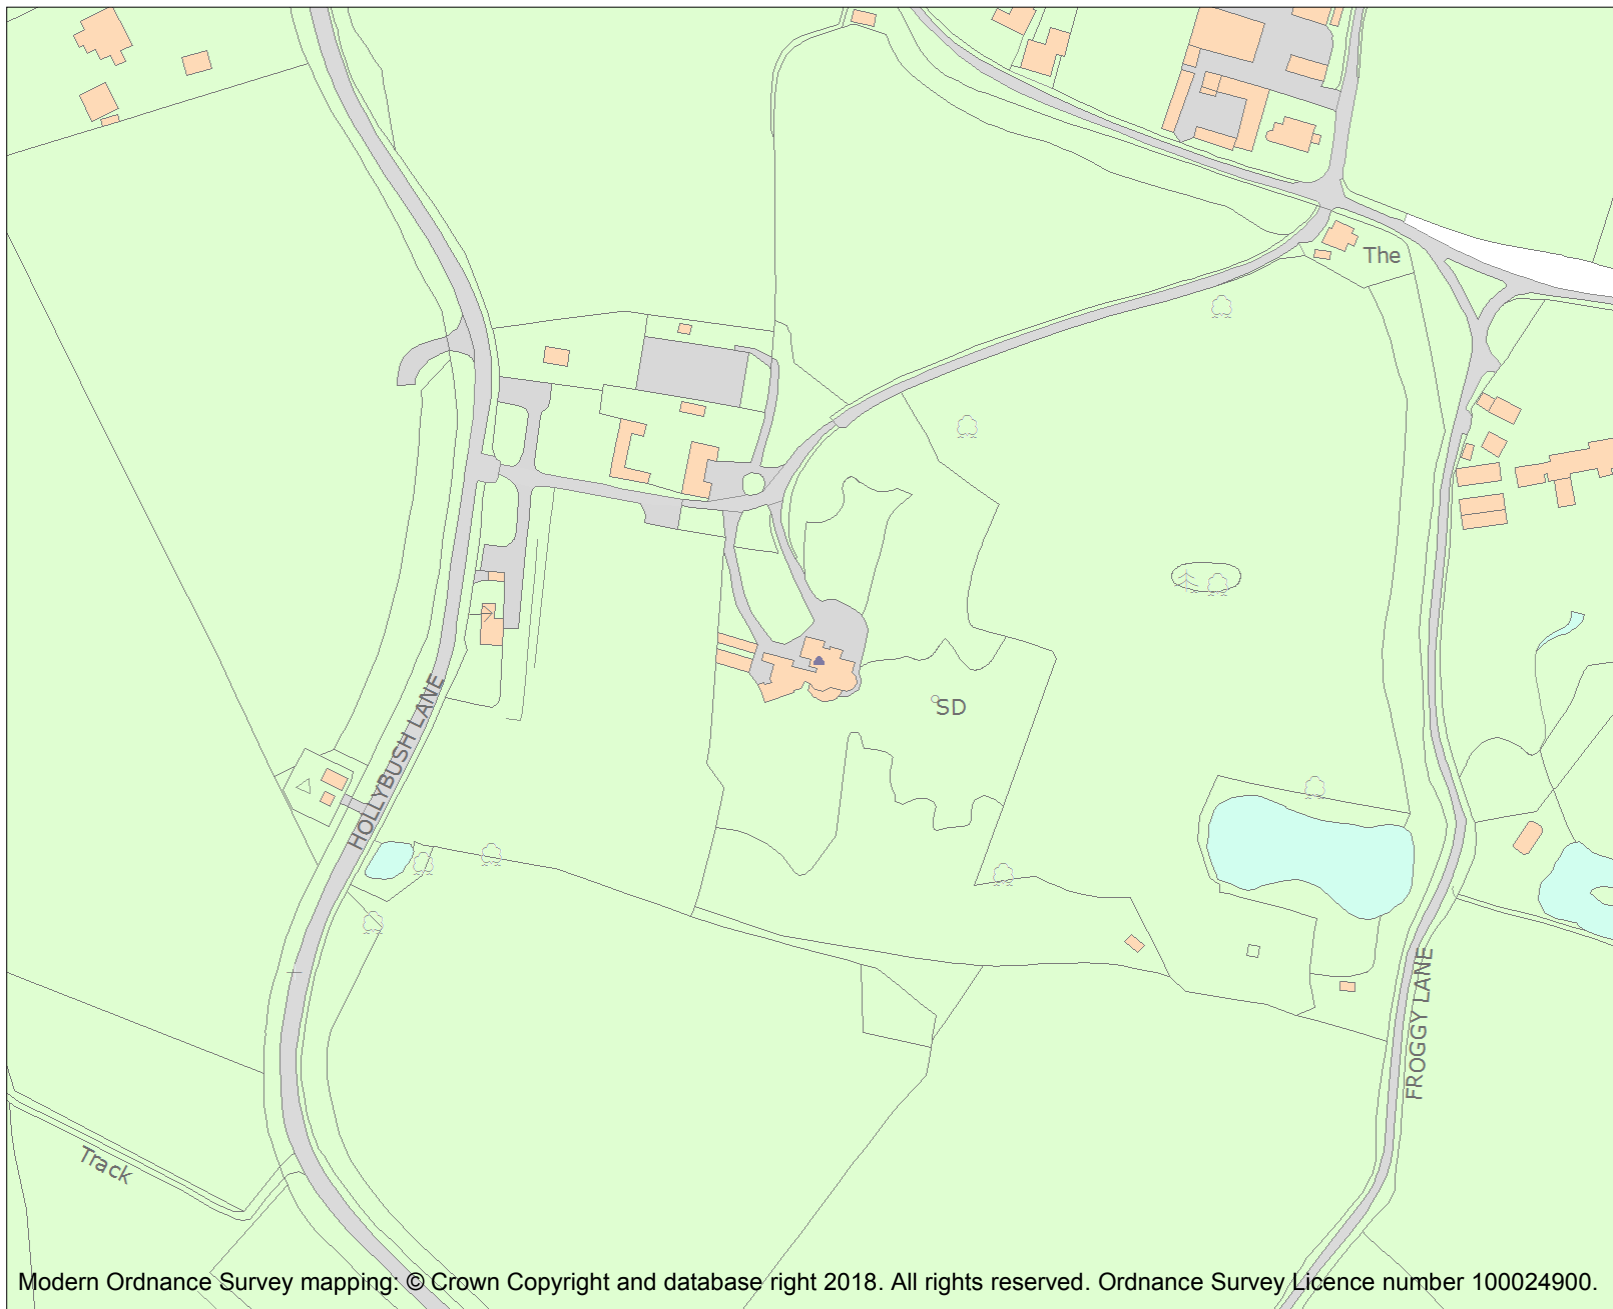 The
SD
HOLLYBUSH LANE
FROGGY LANE
Track
Modern Ordnance Survey mapping: © Crown Copyright and database right 2018. All rights reserved. Ordnance Survey Licence number 100024900.